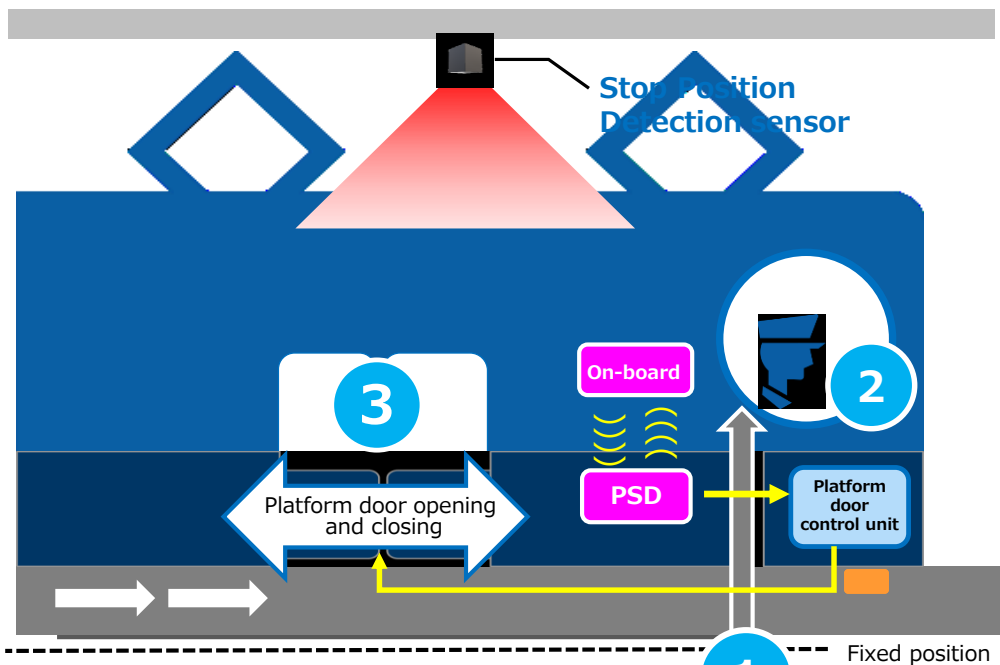 Stop Position
Detection sensor
2
On-board
3
PSD
Platform
door
control unit
Platform door opening
and closing
1
Fixed position